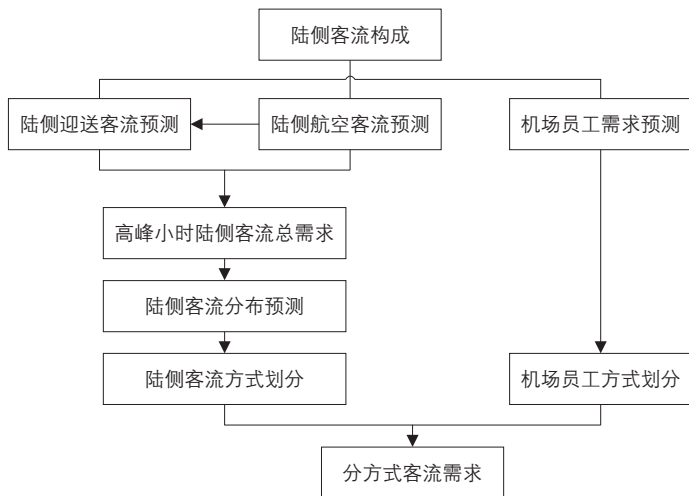 陆侧客流构成
陆侧迎送客流预测
陆侧航空客流预测
机场员工需求预测
高峰小时陆侧客流总需求
陆侧客流分布预测
陆侧客流方式划分
机场员工方式划分
分方式客流需求